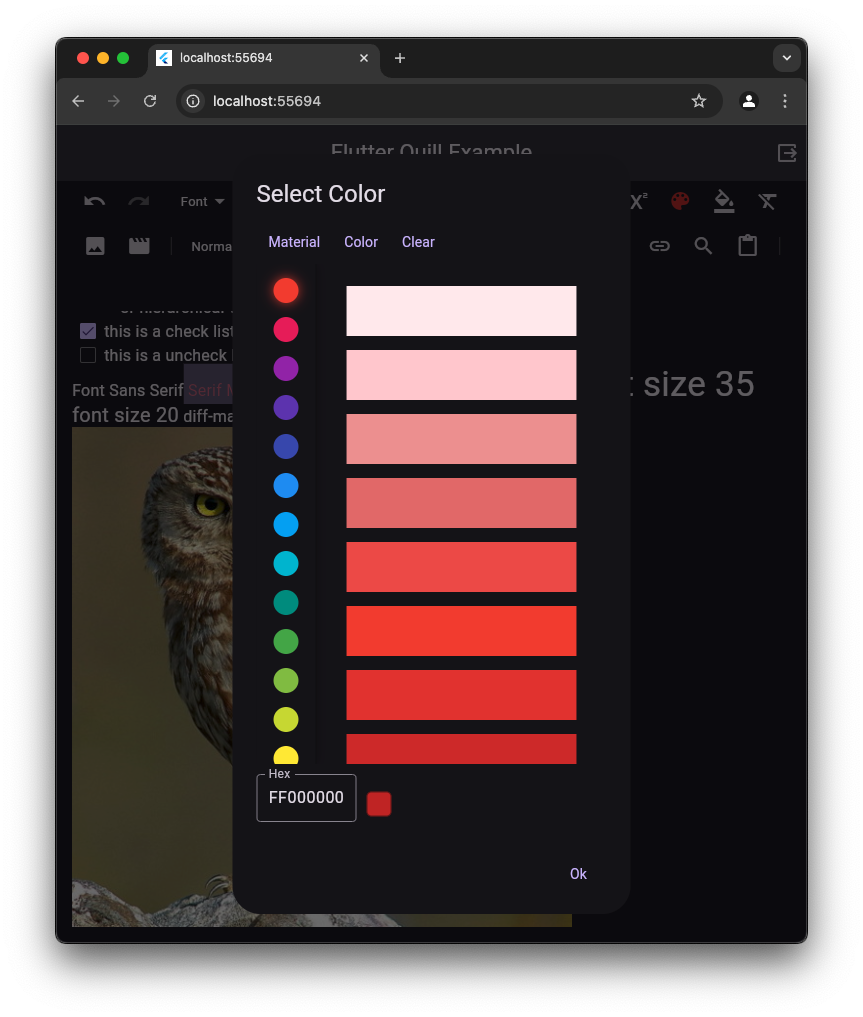 localhost:55694
localhost:55694
Flutter Quill Example
Select Color
Font
X²
Material Color Clear
Norma
this is a check list
this is a uncheck
Font Sans Serif Serif
size 35
font size 20 diff-ma
Hex
FF000000
Ok